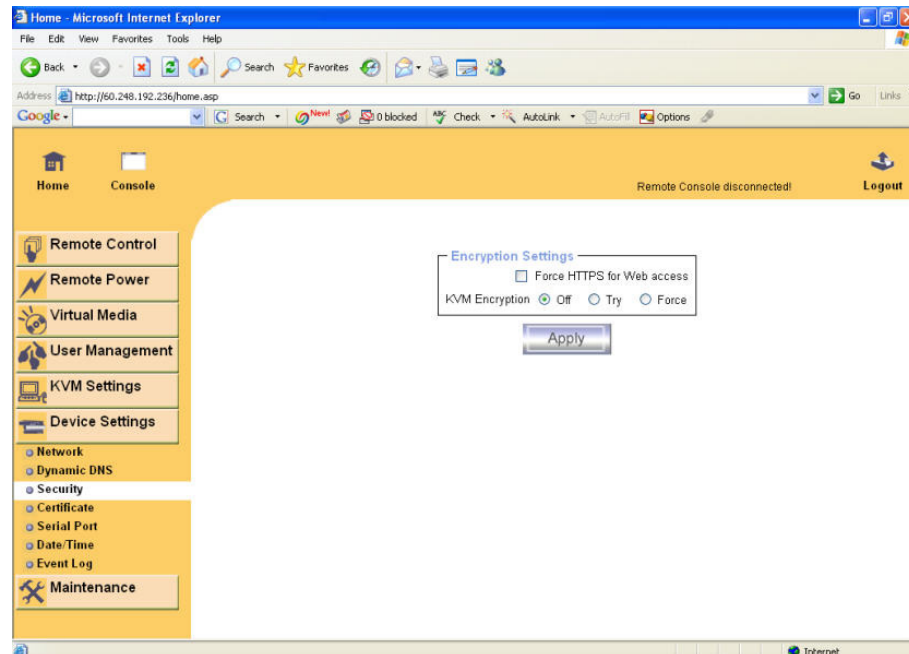 Home - Microsoft Internet Explorer
File Edit View Favorites Tools Help
Back Search Favorites
Address http://60.248.192.236/home.asp Go Links
Google Search New! 0 blocked Check AutoLink AutoFill Options
Home Console Remote Console disconnected! Logout
Remote Control
Remote Power
Virtual Media
User Management
KVM Settings
Device Settings
Network
Dynamic DNS
Security
Certificate
Serial Port
Date/Time
Event Log
Maintenance
Encryption Settings
Force HTTPS for Web access
KVM Encryption Off Try Force
Apply
Internet